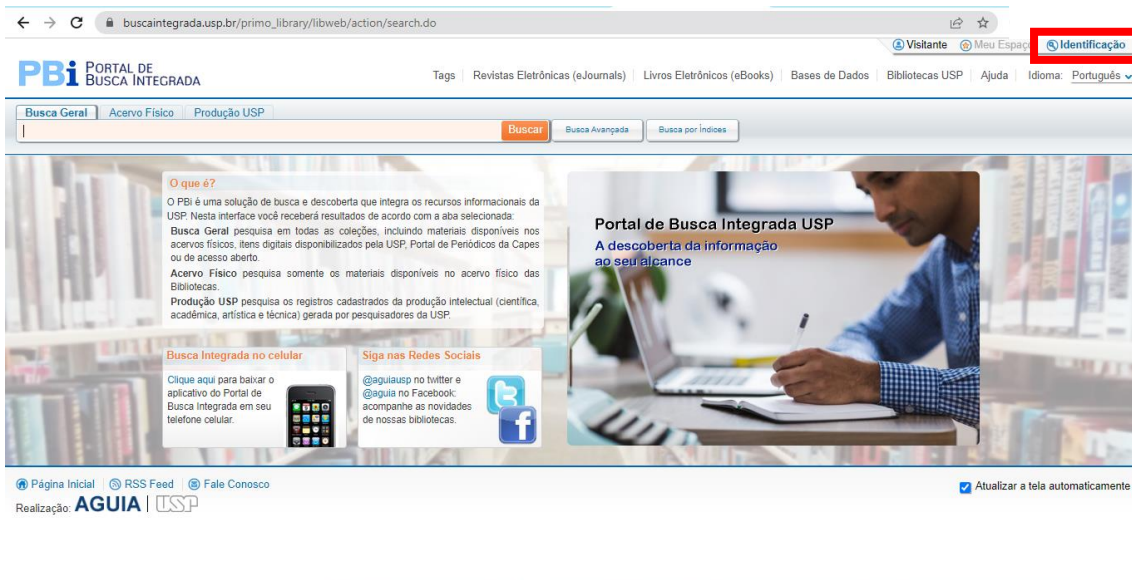 buscaintegrada.usp.br/primo_library/libweb/action/search.do
Visitante Meu Espaço Identificação
PBi PORTAL DE BUSCA INTEGRADA
Tags Revistas Eletrônicas (eJournals) Livros Eletrônicos (eBooks) Bases de Dados Bibliotecas USP Ajuda Idioma: Português
Busca Geral Acervo Físico Produção USP
Buscar Busca Avançada Busca por Índices
O que é?
O PBi é uma solução de busca e descoberta que integra os recursos informacionais da
USP. Nesta interface você receberá resultados de acordo com a aba selecionada:
Busca Geral pesquisa em todas as coleções, incluindo materiais disponíveis nos
acervos físicos, itens digitais disponibilizados pela USP, Portal de Periódicos da Capes
ou de acesso aberto.
Acervo Físico pesquisa somente os materiais disponíveis no acervo físico das
Bibliotecas.
Produção USP pesquisa os registros cadastrados da produção intelectual (científica,
acadêmica, artística e técnica) gerada por pesquisadores da USP.
Portal de Busca Integrada USP
A descoberta da informação
ao seu alcance
Busca Integrada no celular
Clique aqui para baixar o
aplicativo do Portal de
Busca Integrada em seu
telefone celular.
Siga nas Redes Sociais
@aguiausp no twitter e
@aguia no Facebook:
acompanhe as novidades
de nossas bibliotecas.
Página Inicial RSS Feed Fale Conosco
Atualizar a tela automaticamente
Realização: AGUIA | USP